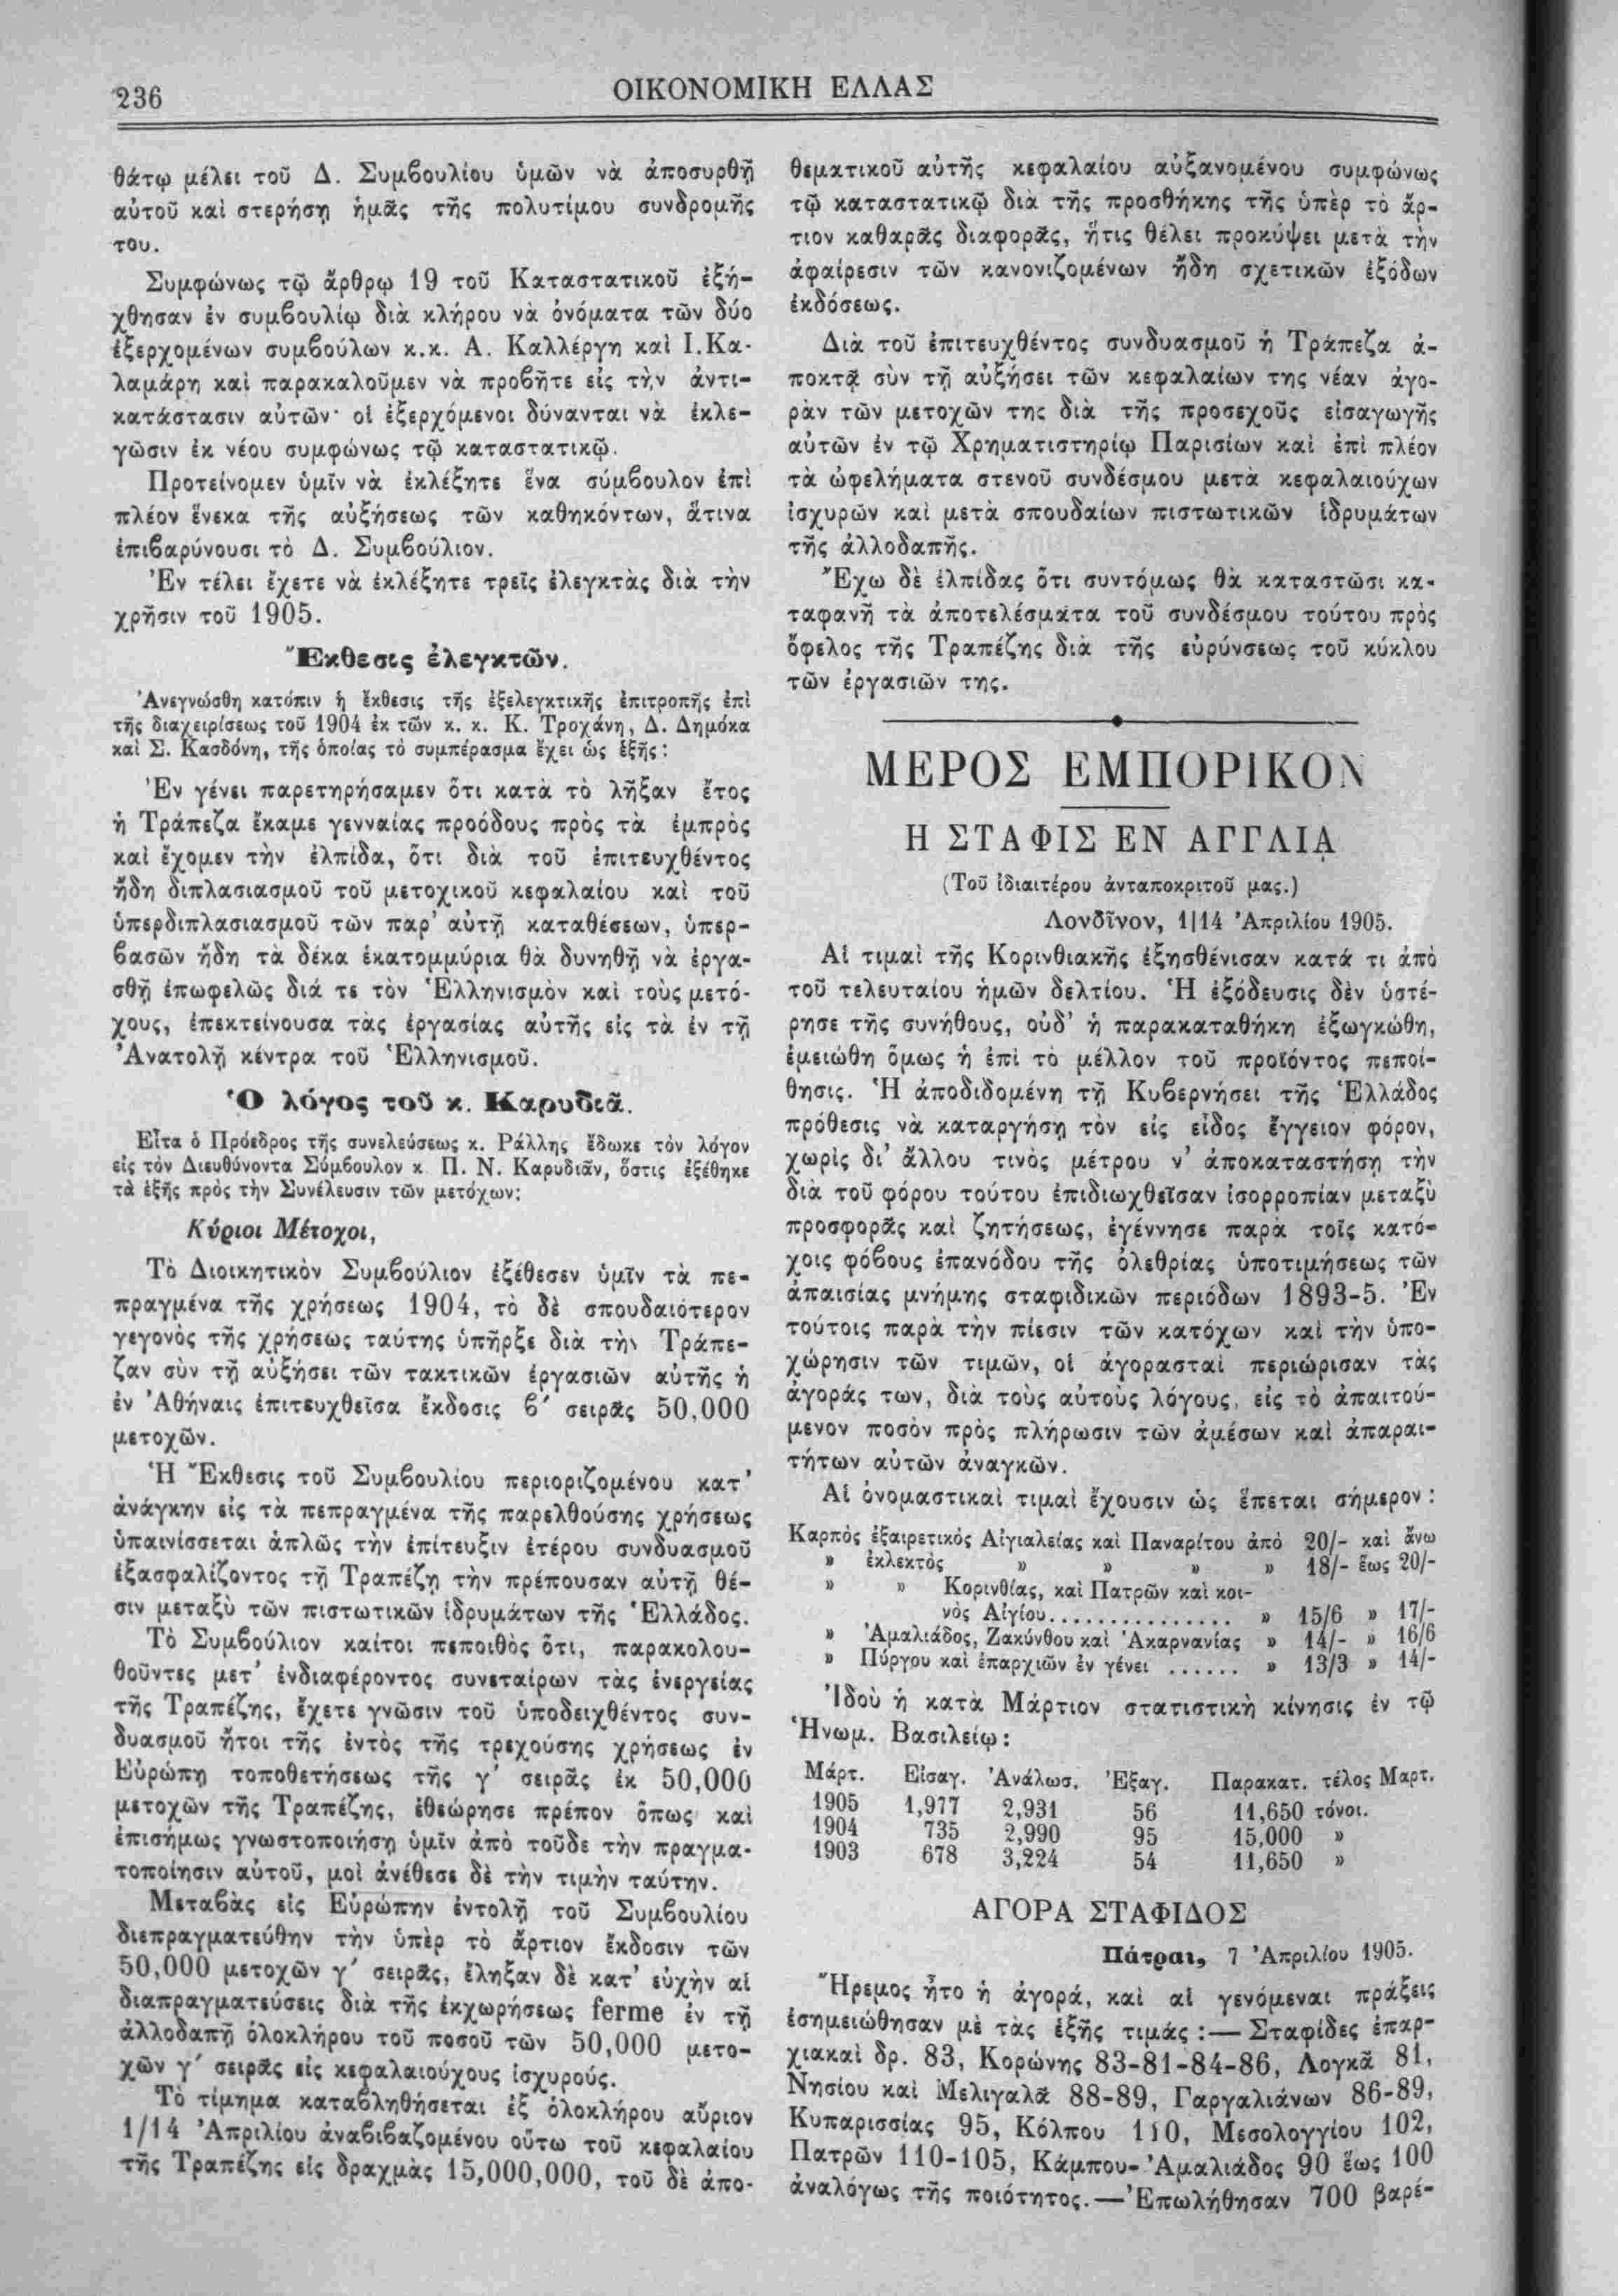 236
ΟΙΚΟΝΟΜΙΚΗ ΕΛΛΑΣ
θάτῳ μέλει τοῦ Δ. Συμβουλίου ὑμῶν νὰ ἀποσυρθῇ
αὐτοῦ καὶ στερήσῃ ἡμᾶς τῆς πολυτίμου συνδρομῆς
του.
Συμφώνως τῷ ἄρθρῳ 19 τοῦ Καταστατικοῦ ἐξή-
χθησαν ἐν συμβουλίῳ διὰ κλήρου νὰ ὀνόματα τῶν δύο
ἐξερχομένων συμβούλων κ.κ. Α. Καλλέργη καὶ Ι.Κα-
λαμάρη καὶ παρακαλοῦμεν νὰ προβῆτε εἰς τὴν ἀντι-
κατάστασιν αὐτῶν· οἱ ἐξερχόμενοι δύνανται νὰ ἐκλε-
γῶσιν ἐκ νέου συμφώνως τῷ καταστατικῷ.
Προτείνομεν ὑμῖν νὰ ἐκλέξητε ἕνα σύμβουλον ἐπὶ
πλέον ἕνεκα τῆς αὐξήσεως τῶν καθηκόντων, ἅτινα
ἐπιβαρύνουσι τὸ Δ. Συμβούλιον.
Ἐν τέλει ἔχετε νὰ ἐκλέξητε τρεῖς ἐλεγκτὰς διὰ τὴν
χρῆσιν τοῦ 1905.
Ἔκθεσις ἐλεγκτῶν.
Ἀνεγνώσθη κατόπιν ἡ ἔκθεσις τῆς ἐξελεγκτικῆς ἐπιτροπῆς ἐπὶ
τῆς διαχειρίσεως τοῦ 1904 ἐκ τῶν κ. κ. Κ. Τροχάνη, Δ. Δημόκα
καὶ Σ. Κασδόνη, τῆς ὁποίας τὸ συμπέρασμα ἔχει ὡς ἑξῆς:
Ἐν γένει παρετηρήσαμεν ὅτι κατὰ τὸ λῆξαν ἔτος
ἡ Τράπεζα ἔκαμε γενναίας προόδους πρὸς τὰ ἐμπρὸς
καὶ ἔχομεν τὴν ἐλπίδα, ὅτι διὰ τοῦ ἐπιτευχθέντος
ἤδη διπλασιασμοῦ τοῦ μετοχικοῦ κεφαλαίου καὶ τοῦ
ὑπερδιπλασιασμοῦ τῶν παρ' αὐτῇ καταθέσεων, ὑπερ-
βασῶν ἤδη τὰ δέκα ἑκατομμύρια θὰ δυνηθῇ νὰ ἐργα-
σθῇ ἐπωφελῶς διά τε τὸν Ἑλληνισμὸν καὶ τοὺς μετό-
χους, ἐπεκτείνουσα τὰς ἐργασίας αὐτῆς εἰς τὰ ἐν τῇ
Ἀνατολῇ κέντρα τοῦ Ἑλληνισμοῦ.
Ὁ λόγος τοῦ κ. Καρυδιᾶ.
Εἶτα ὁ Πρόεδρος τῆς συνελεύσεως κ. Ράλλης ἔδωκε τὸν λόγον
εἰς τὸν Διευθύνοντα Σύμβουλον κ Π. Ν. Καρυδιᾶν, ὅστις ἐξέθηκε
τὰ ἑξῆς πρὸς τὴν Συνέλευσιν τῶν μετόχων:
Κύριοι Μέτοχοι,
Τὸ Διοικητικὸν Συμβούλιον ἐξέθεσεν ὑμῖν τὰ πε-
πραγμένα τῆς χρήσεως 1904, τὸ δὲ σπουδαιότερον
γεγονὸς τῆς χρήσεως ταύτης ὑπῆρξε διὰ τὴν Τράπε-
ζαν σὺν τῇ αὐξήσει τῶν τακτικῶν ἐργασιῶν αὐτῆς ἡ
ἐν Ἀθήναις ἐπιτευχθεῖσα ἔκδοσις β΄ σειρᾶς 50,000
μετοχῶν.
Ἡ Ἔκθεσις τοῦ Συμβουλίου περιοριζομένου κατ'
ἀνάγκην εἰς τὰ πεπραγμένα τῆς παρελθούσης χρήσεως
ὑπαινίσσεται ἁπλῶς τὴν ἐπίτευξιν ἑτέρου συνδυασμοῦ
ἐξασφαλίζοντος τῇ Τραπέζῃ τὴν πρέπουσαν αὐτῇ θέ-
σιν μεταξὺ τῶν πιστωτικῶν ἱδρυμάτων τῆς Ἑλλάδος.
Τὸ Συμβούλιον καίτοι πεποιθὸς ὅτι, παρακολου-
θοῦντες μετ' ἐνδιαφέροντος συνεταίρων τὰς ἐνεργείας
τῆς Τραπέζης, ἔχετε γνῶσιν τοῦ ὑποδειχθέντος συν-
δυασμοῦ ἤτοι τῆς ἐντὸς τῆς τρεχούσης χρήσεως ἐν
Εὐρώπῃ τοποθετήσεως τῆς γ΄ σειρᾶς ἐκ 50,000
μετοχῶν τῆς Τραπέζης, ἐθεώρησε πρέπον ὅπως καὶ
ἐπισήμως γνωστοποιήσῃ ὑμῖν ἀπὸ τοῦδε τὴν πραγμα-
τοποίησιν αὐτοῦ, μοὶ ἀνέθεσε δὲ τὴν τιμὴν ταύτην.
Μεταβὰς εἰς Εὐρώπην ἐντολῇ τοῦ Συμβουλίου
διεπραγματεύθην τὴν ὑπὲρ τὸ ἄρτιον ἔκδοσιν τῶν
50,000 μετοχῶν γ΄ σειρᾶς, ἔληξαν δὲ κατ' εὐχὴν αἱ
διαπραγματεύσεις διὰ τῆς ἐκχωρήσεως ferme ἐν τῇ
ἀλλοδαπῇ ὁλοκλήρου τοῦ ποσοῦ τῶν 50,000 μετο-
χῶν γ΄ σειρᾶς εἰς κεφαλαιούχους ἰσχυρούς.
Τὸ τίμημα καταβληθήσεται ἐξ ὁλοκλήρου αὔριον
1/14 Ἀπριλίου ἀναβιβαζομένου οὕτω τοῦ κεφαλαίου
τῆς Τραπέζης εἰς δραχμὰς 15,000,000, τοῦ δὲ ἀπο-
θεματικοῦ αὐτῆς κεφαλαίου αὐξανομένου συμφώνως
τῷ καταστατικῷ διὰ τῆς προσθήκης τῆς ὑπὲρ τὸ ἄρ-
τιον καθαρᾶς διαφορᾶς, ἥτις θέλει προκύψει μετὰ τὴν
ἀφαίρεσιν τῶν κανονιζομένων ἤδη σχετικῶν ἐξόδων
ἐκδόσεως.
Διὰ τοῦ ἐπιτευχθέντος συνδυασμοῦ ἡ Τράπεζα ἀ-
ποκτᾷ σὺν τῇ αὐξήσει τῶν κεφαλαίων της νέαν ἀγο-
ρὰν τῶν μετοχῶν της διὰ τῆς προσεχοῦς εἰσαγωγῆς
αὐτῶν ἐν τῷ Χρηματιστηρίῳ Παρισίων καὶ ἐπὶ πλέον
τὰ ὠφελήματα στενοῦ συνδέσμου μετὰ κεφαλαιούχων
ἰσχυρῶν καὶ μετὰ σπουδαίων πιστωτικῶν ἱδρυμάτων
τῆς ἀλλοδαπῆς.
Ἔχω δὲ ἐλπίδας ὅτι συντόμως θὰ καταστῶσι κα-
ταφανῆ τὰ ἀποτελέσματα τοῦ συνδέσμου τούτου πρὸς
ὄφελος τῆς Τραπέζης διὰ τῆς εὐρύνσεως τοῦ κύκλου
τῶν ἐργασιῶν της.
ΜΕΡΟΣ ΕΜΠΟΡΙΚΟΝ
Η ΣΤΑΦΙΣ ΕΝ ΑΓΓΛΙᾼ
(Τοῦ ἰδιαιτέρου ἀνταποκριτοῦ μας.)
Λονδῖνον, 1|14 Ἀπριλίου 1905.
Αἱ τιμαὶ τῆς Κορινθιακῆς ἐξησθένισαν κατά τι ἀπὸ
τοῦ τελευταίου ἡμῶν δελτίου. Ἡ ἐξόδευσις δὲν ὑστέ-
ρησε τῆς συνήθους, οὐδ' ἡ παρακαταθήκη ἐξωγκώθη,
ἐμειώθη ὅμως ἡ ἐπὶ τὸ μέλλον τοῦ προϊόντος πεποί-
θησις. Ἡ ἀποδιδομένη τῇ Κυβερνήσει τῆς Ἑλλάδος
πρόθεσις νὰ καταργήσῃ τὸν εἰς εἶδος ἔγγειον φόρον,
χωρὶς δι' ἄλλου τινὸς μέτρου ν' ἀποκαταστήσῃ τὴν
διὰ τοῦ φόρου τούτου ἐπιδιωχθεῖσαν ἰσορροπίαν μεταξὺ
προσφορᾶς καὶ ζητήσεως, ἐγέννησε παρὰ τοῖς κατό-
χοις φόβους ἐπανόδου τῆς ὀλεθρίας ὑποτιμήσεως τῶν
ἀπαισίας μνήμης σταφιδικῶν περιόδων 1893-5. Ἐν
τούτοις παρὰ τὴν πίεσιν τῶν κατόχων καὶ τὴν ὑπο-
χώρησιν τῶν τιμῶν, οἱ ἀγορασταὶ περιώρισαν τὰς
ἀγοράς των, διὰ τοὺς αὐτοὺς λόγους, εἰς τὸ ἀπαιτού-
μενον ποσὸν πρὸς πλήρωσιν τῶν ἀμέσων καὶ ἀπαραι-
τήτων αὐτῶν ἀναγκῶν.
Αἱ ὀνομαστικαὶ τιμαὶ ἔχουσιν ὡς ἕπεται σήμερον:
Καρπὸς ἐξαιρετικός Αἰγιαλείας καὶ Παναρίτου ἀπό 20/- καὶ ἄνω
» ἐκλεκτὸς » » » » 18/- ἕως 20/-
» » Κορινθίας, καὶ Πατρῶν καὶ κοι-
νὸς Αἰγίου............... » 15/6 » 17/-
» Ἀμαλιάδος, Ζακύνθου καὶ Ἀκαρνανίας » 14/- » 16/6
» Πύργου καὶ ἐπαρχιῶν ἐν γένει ...... » 13/3 » 14/-
Ἰδοὺ ἡ κατὰ Μάρτιον στατιστικὴ κίνησις ἐν τῷ
Ἡνωμ. Βασιλείῳ:
Μάρτ. Εἰσαγ. Ἀνάλωσ. Ἐξαγ. Παρακατ. τέλος Μαρτ.
1905 1,977 2,931 56 11,650 τόνοι.
1904 735 2,990 95 15,000 »
1903 678 3,224 54 11,650 »
ΑΓΟΡΑ ΣΤΑΦΙΔΟΣ
Πάτραι, 7 Ἀπριλίου 1905.
Ἤρεμος ἦτο ἡ ἀγορά, καὶ αἱ γενόμεναι πράξεις
ἐσημειώθησαν μὲ τὰς ἑξῆς τιμάς:— Σταφίδες ἐπαρ-
χιακαὶ δρ. 83, Κορώνης 83-81-84-86, Λογκᾶ 81,
Νησίου καὶ Μελιγαλᾶ 88-89, Γαργαλιάνων 86-89,
Κυπαρισσίας 95, Κόλπου 110, Μεσολογγίου 102,
Πατρῶν 110-105, Κάμπου-Ἀμαλιάδος 90 ἕως 100
ἀναλόγως τῆς ποιότητος.—Ἐπωλήθησαν 700 βαρέ-